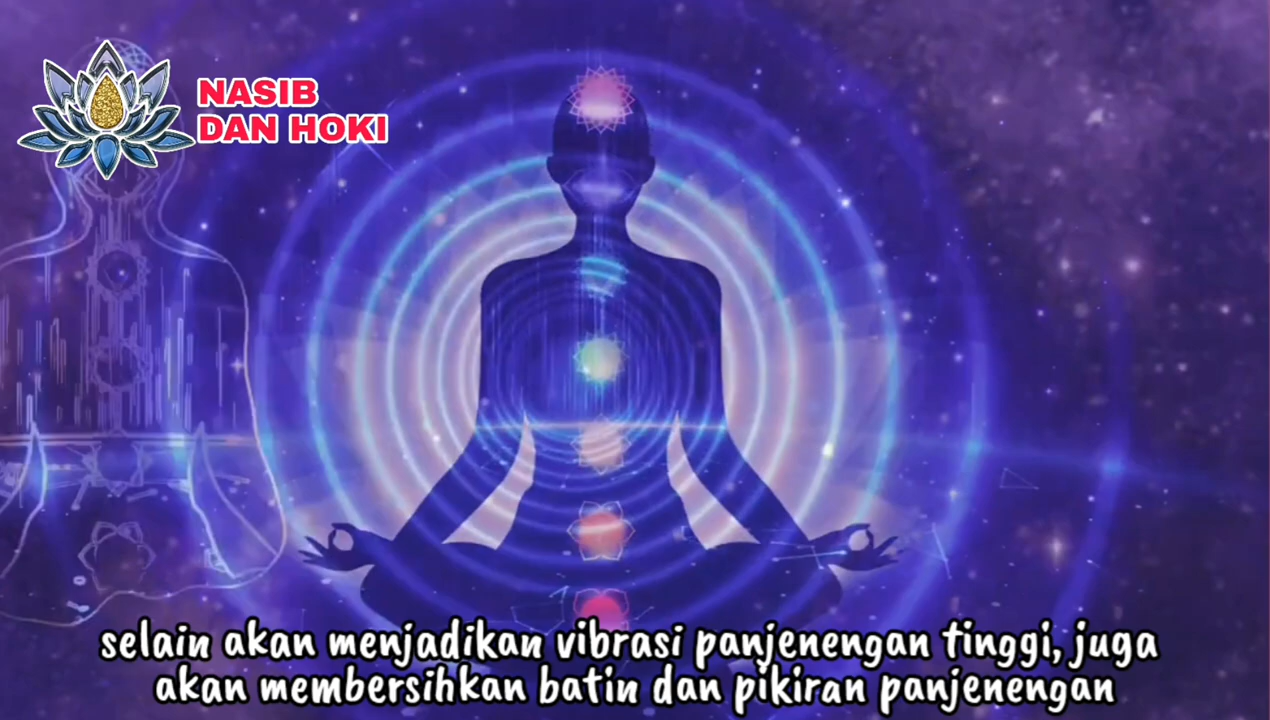 NASIB
DAN HOKI
selain akan menjadikan vibrasi panjenengan tinggi, juga
akan membersihkan batin dan pikiran panjenengan